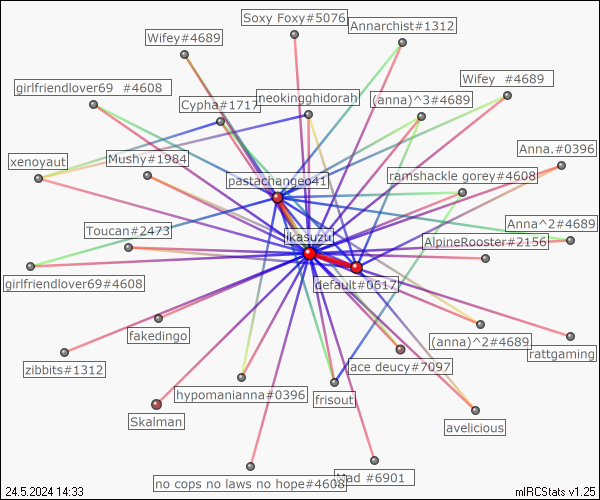 Soxy Foxy#5076
Annarchist#1312
Wifey#4689
girlfriendlover69 #4608
Wifey #4689
Cypha#1717
neokingghidorah
(anna)^3#4689
xenoyaut
Mushy#1984
Anna.#0396
pastachangeo41
ramshackle gorey#4608
Toucan#2473
ikasuzu
Anna^2#4689
AlpineRooster#2156
girlfriendlover69#4608
default#0617
fakedingo
(anna)^2#4689
rattgaming
zibbits#1312
ace deucy#7097
hypomanianna#0396
frisout
Skalman
avelicious
no cops no laws no hope#4608
Mad #6901
24.5.2024 14:33
mIRCStats v1.25